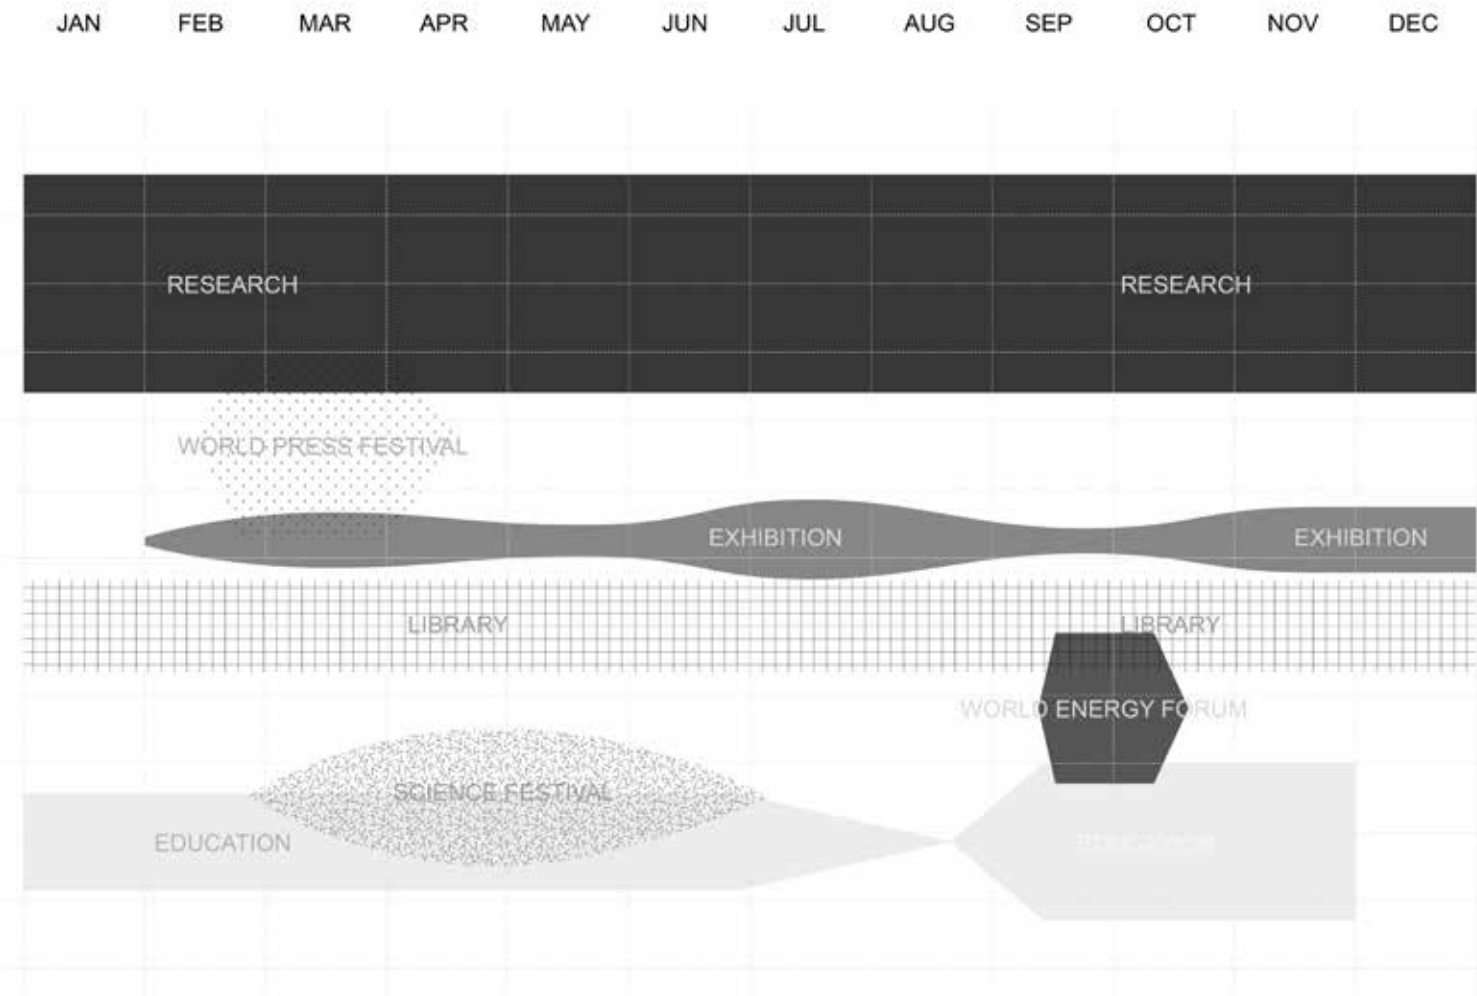 JAN FEB MAR APR MAY JUN JUL AUG SEP OCT NOV DEC
RESEARCH RESEARCH
WORLD PRESS FESTIVAL
EXHIBITION EXHIBITION
LIBRARY LIBRARY
WORLD ENERGY FORUM
SCIENCE FESTIVAL
EDUCATION